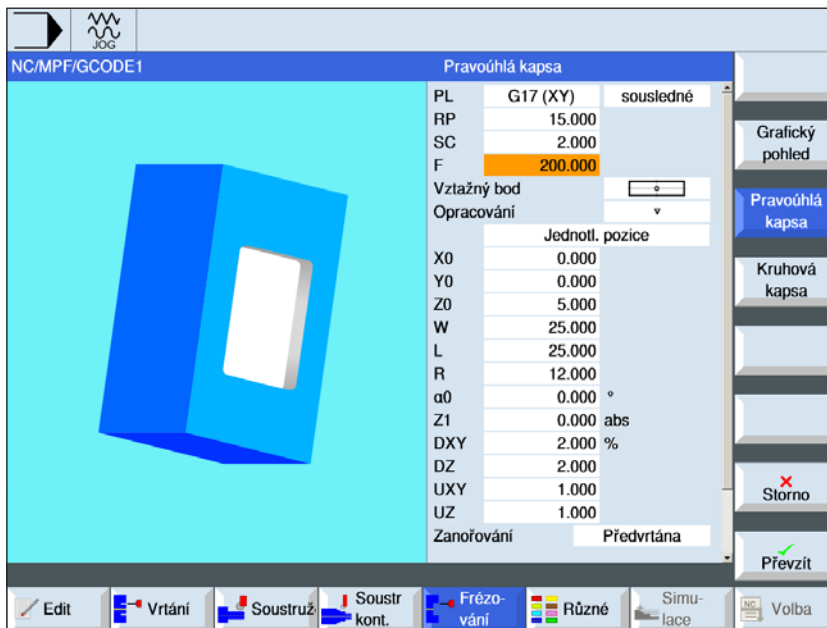 JOG
NC/MPF/GCODE1
Pravoúhlá kapsa
PL G17 (XY) sousledné
RP 15.000
SC 2.000
F 200.000
Vztažný bod
Opracování
Jednotl. pozice
X0 0.000
Y0 0.000
Z0 5.000
W 25.000
L 25.000
R 12.000
α0 0.000 °
Z1 0.000 abs
DXY 2.000 %
DZ 2.000
UXY 1.000
UZ 1.000
Zanořování Předvrtána
Grafický
pohled
Pravoúhlá
kapsa
Kruhová
kapsa
Storno
Převzít
Edit
Vrtání
Soustruž
Soustr
kont.
Frézo-
vání
Různé
Simu-
lace
NC
Volba